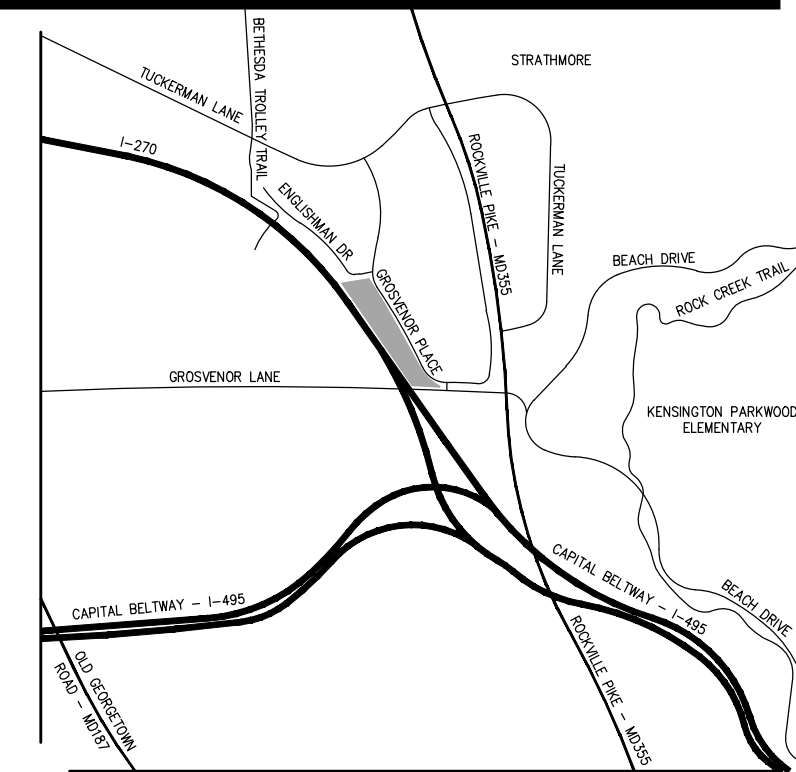 STRATHMORE
BETHESDA TROLLEY TRAIL
TUCKERMAN LANE
I-270
ROCKVILLE PIKE - MD355
TUCKERMAN LANE
ENGLISHMAN DR
BEACH DRIVE
ROCK CREEK TRAIL
GROSVENOR PLACE
GROSVENOR LANE
KENSINGTON PARKWOOD
ELEMENTARY
CAPITAL BELTWAY - I-495
CAPITAL BELTWAY - I-495
BEACH DRIVE
ROCKVILLE PIKE - MD355
OLD GEORGETOWN
ROAD - MD187